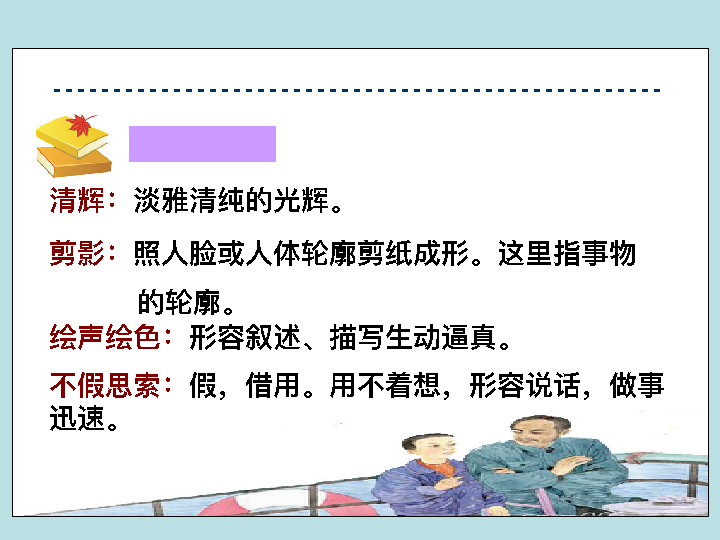 清辉：淡雅清纯的光辉。
剪影：照人脸或人体轮廓剪纸成形。这里指事物
的轮廓。
绘声绘色：形容叙述、描写生动逼真。
不假思索：假，借用。用不着想，形容说话，做事
迅速。